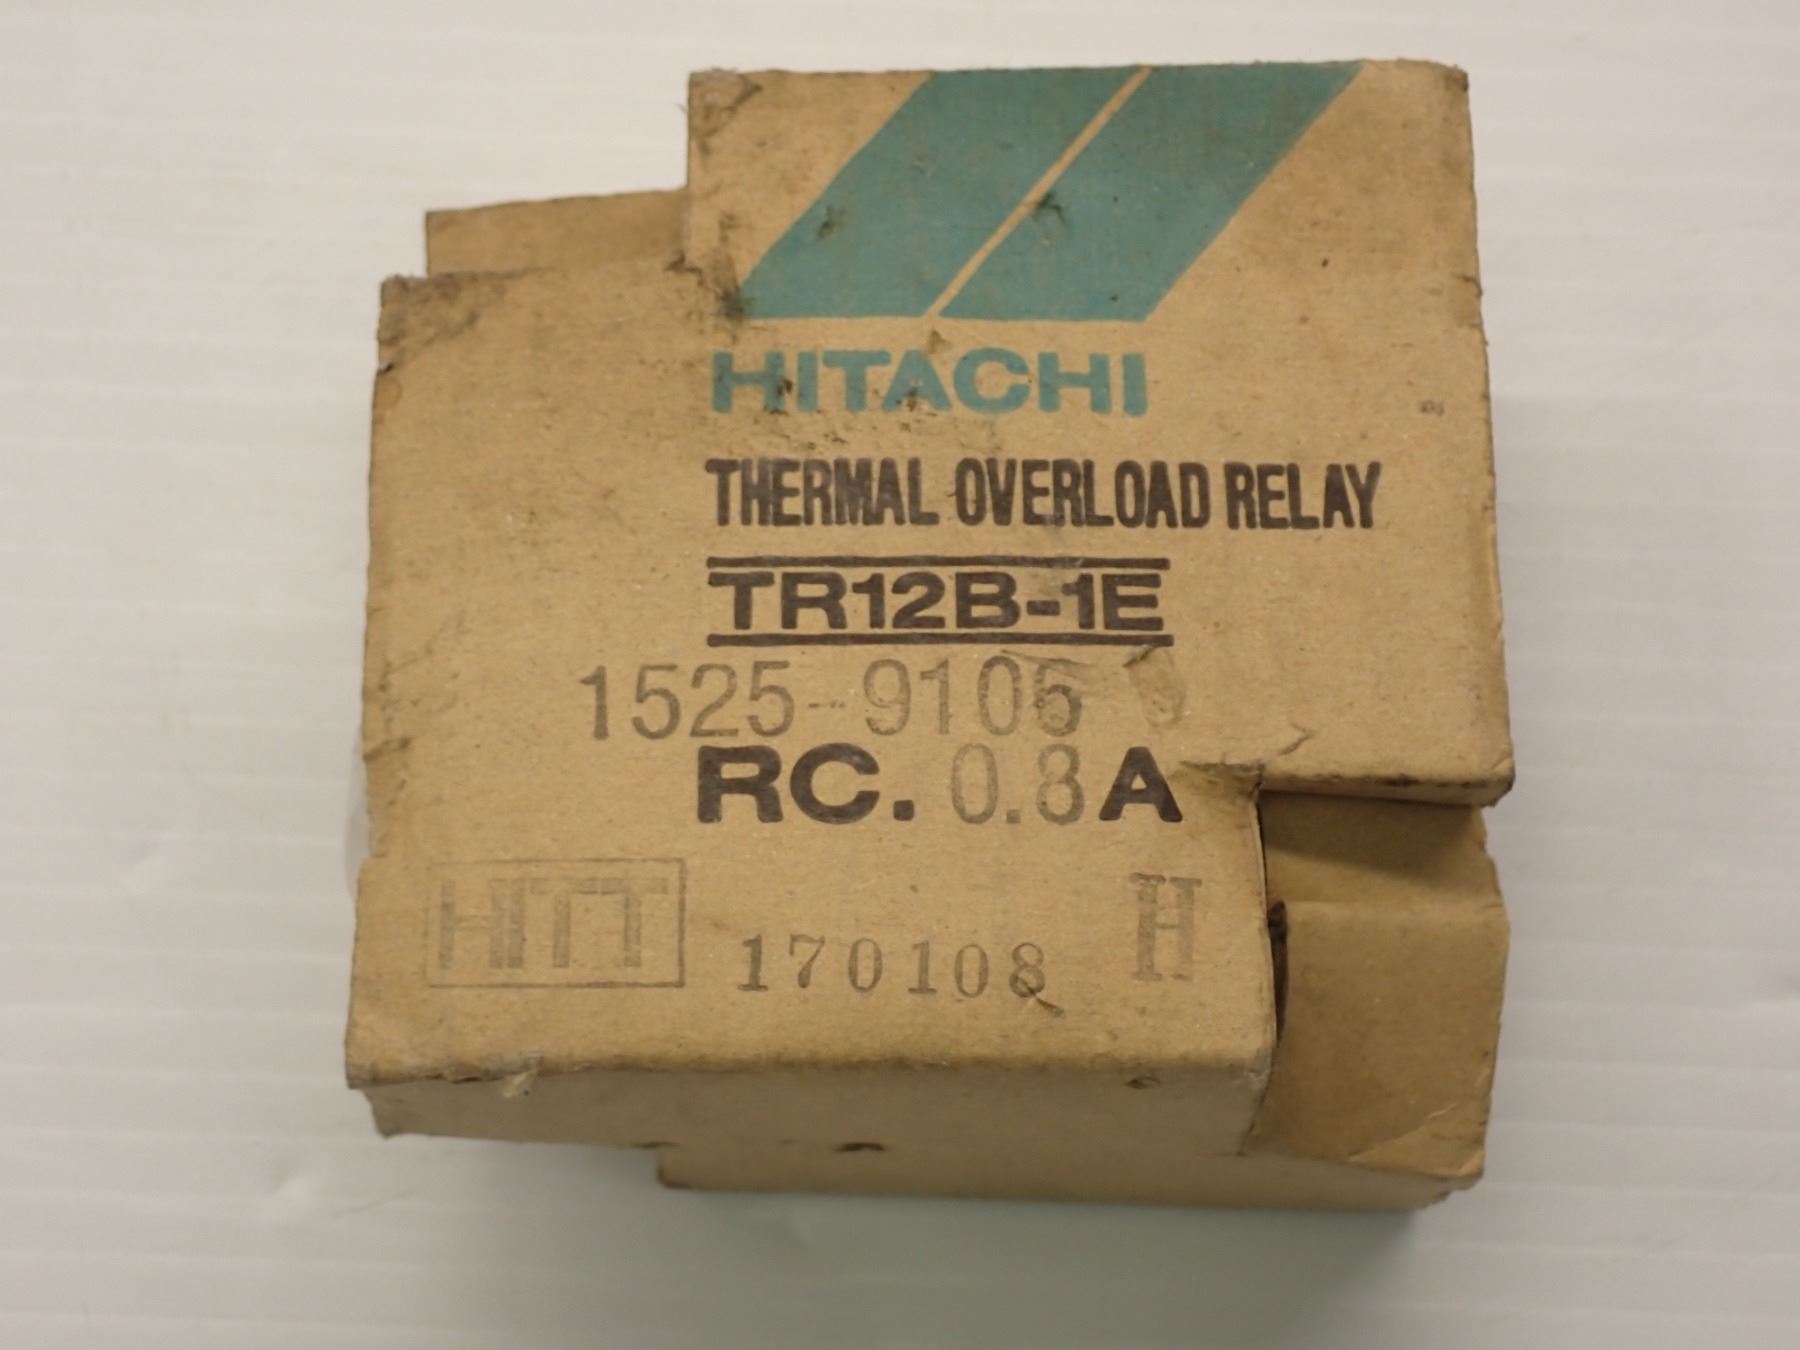 HITACHI
THERMAL OVERLOAD RELAY
TR12B-1E
1525-9106
RC. 0.8A
HIT
170108
H